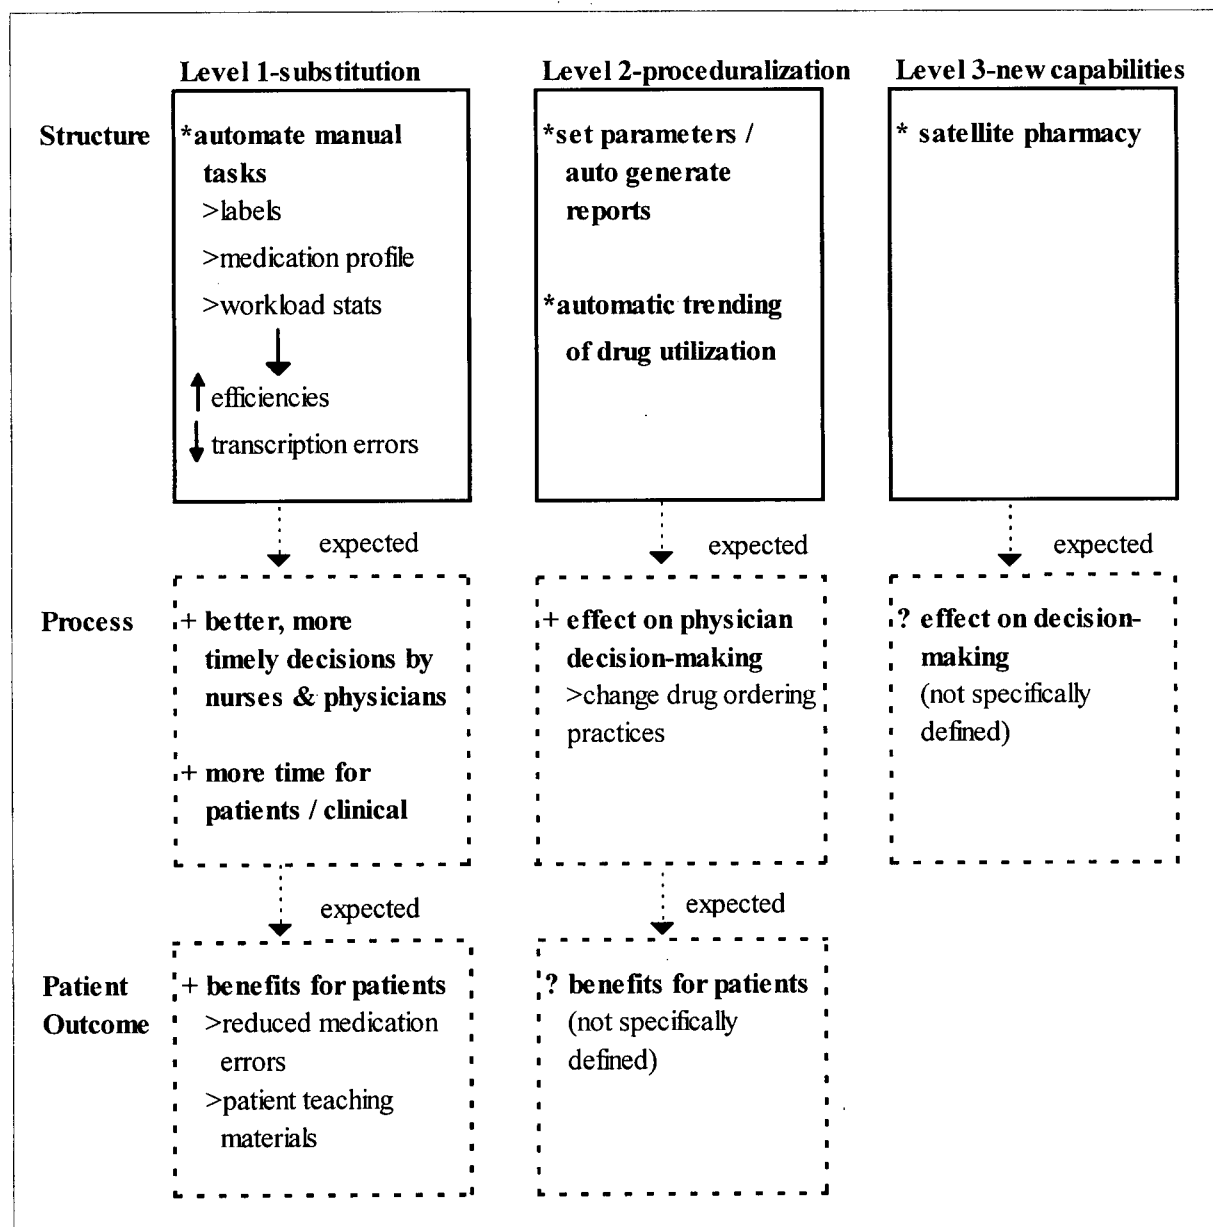 Level 1-substitution
Level 2-proceduralization
Level 3-new capabilities
Structure
*automate manual
tasks
>labels
>medication profile
>workload stats
efficiencies
transcription errors
*set parameters /
auto generate
reports
*automatic trending
of drug utilization
* satellite pharmacy
expected
expected
expected
Process
+ better, more
timely decisions by
nurses & physicians
+ more time for
patients / clinical
+ effect on physician
decision-making
>change drug ordering
practices
? effect on decision-
making
(not specifically
defined)
expected
expected
Patient
Outcome
+ benefits for patients
>reduced medication
errors
>patient teaching
materials
? benefits for patients
(not specifically
defined)